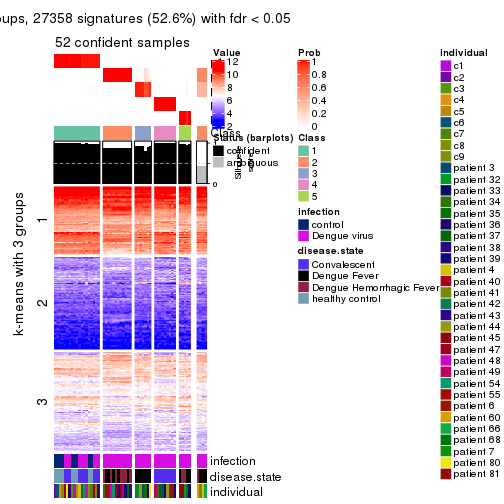 oups, 27358 signatures (52.6%) with fdr < 0.05
52 confident samples
k-means with 3 groups
1
2
3
Class
1
0
infection
disease.state
individual
Value
12
10
8
6
4
2
Status (barplots)
confident
ambiguous
Prob
1
0.8
0.6
0.4
0.2
0
Class
1
2
3
4
5
infection
control
Dengue virus
disease.state
Convalescent
Dengue Fever
Dengue Hemorrhagic Fever
healthy control
individual
c1
c2
c3
c4
c5
c6
c7
c8
c9
patient 3
patient 32
patient 33
patient 34
patient 35
patient 36
patient 37
patient 38
patient 39
patient 4
patient 40
patient 41
patient 42
patient 43
patient 44
patient 45
patient 47
patient 48
patient 49
patient 54
patient 55
patient 6
patient 60
patient 66
patient 68
patient 7
patient 80
patient 81